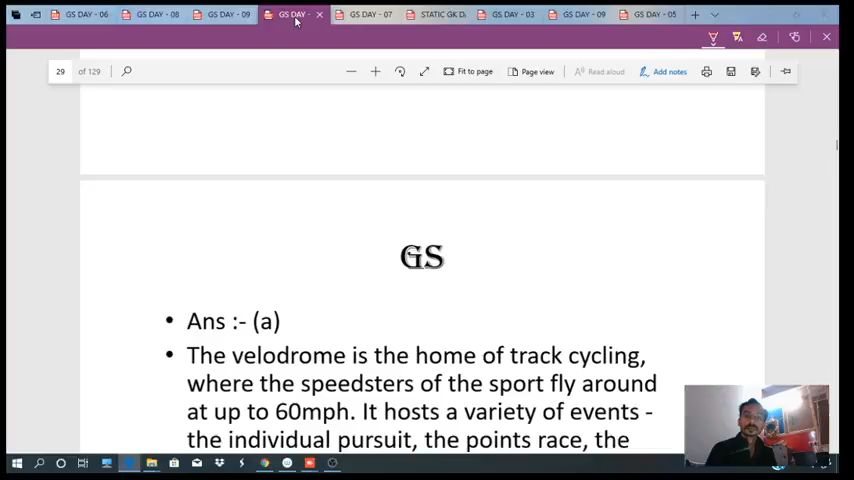 GS DAY - 06 GS DAY - 08 GS DAY - 09 GS DAY - GS DAY - 07 STATIC GK D GS DAY - 03 GS DAY - 09 GS DAY - 05
29 of 129 Fit to page Page view Read aloud Add notes
GS
• Ans :- (a)
• The velodrome is the home of track cycling,
where the speedsters of the sport fly around
at up to 60mph. It hosts a variety of events -
the individual pursuit, the points race, the